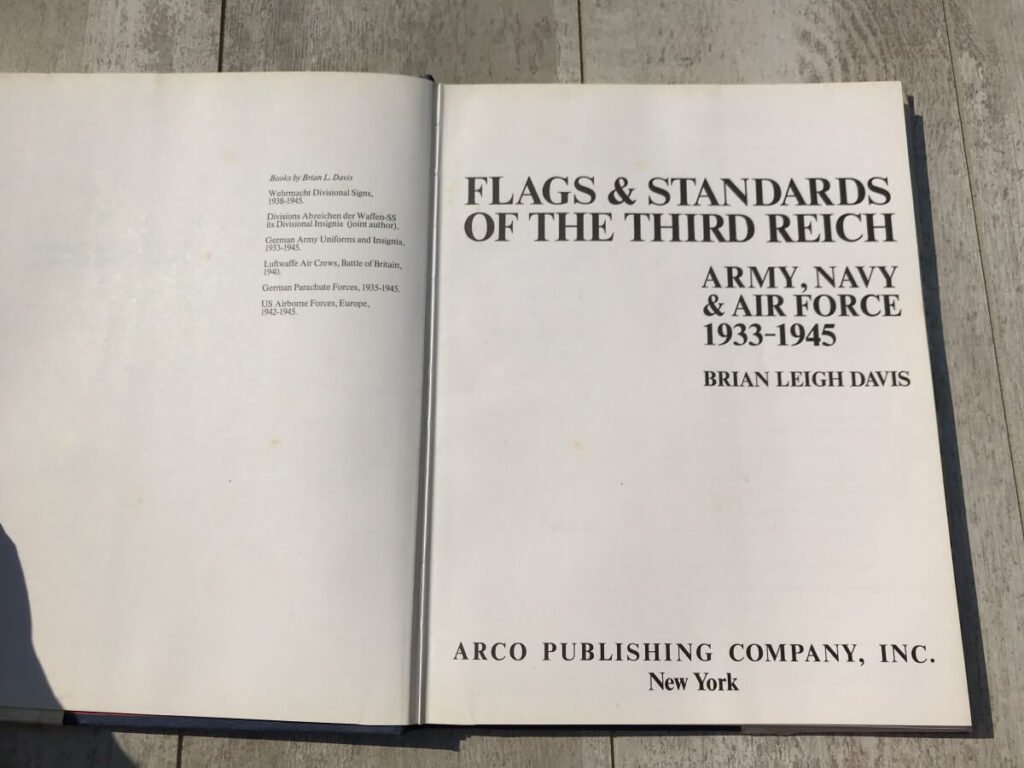 Books by Brian L. Davis
Wehrmacht Divisional Signs,
1938-1945.
Divisions Abzeichen der Waffen-SS
its Divisional Insignia (joint author).
German Army Uniforms and Insignia,
1933-1945.
Luftwaffe Air Crews, Battle of Britain,
1940.
German Parachute Forces, 1935-1945.
US Airborne Forces, Europe,
1942-1945.
FLAGS & STANDARDS
OF THE THIRD REICH
ARMY, NAVY
& AIR FORCE
1933-1945
BRIAN LEIGH DAVIS
ARCO PUBLISHING COMPANY, INC.
New York